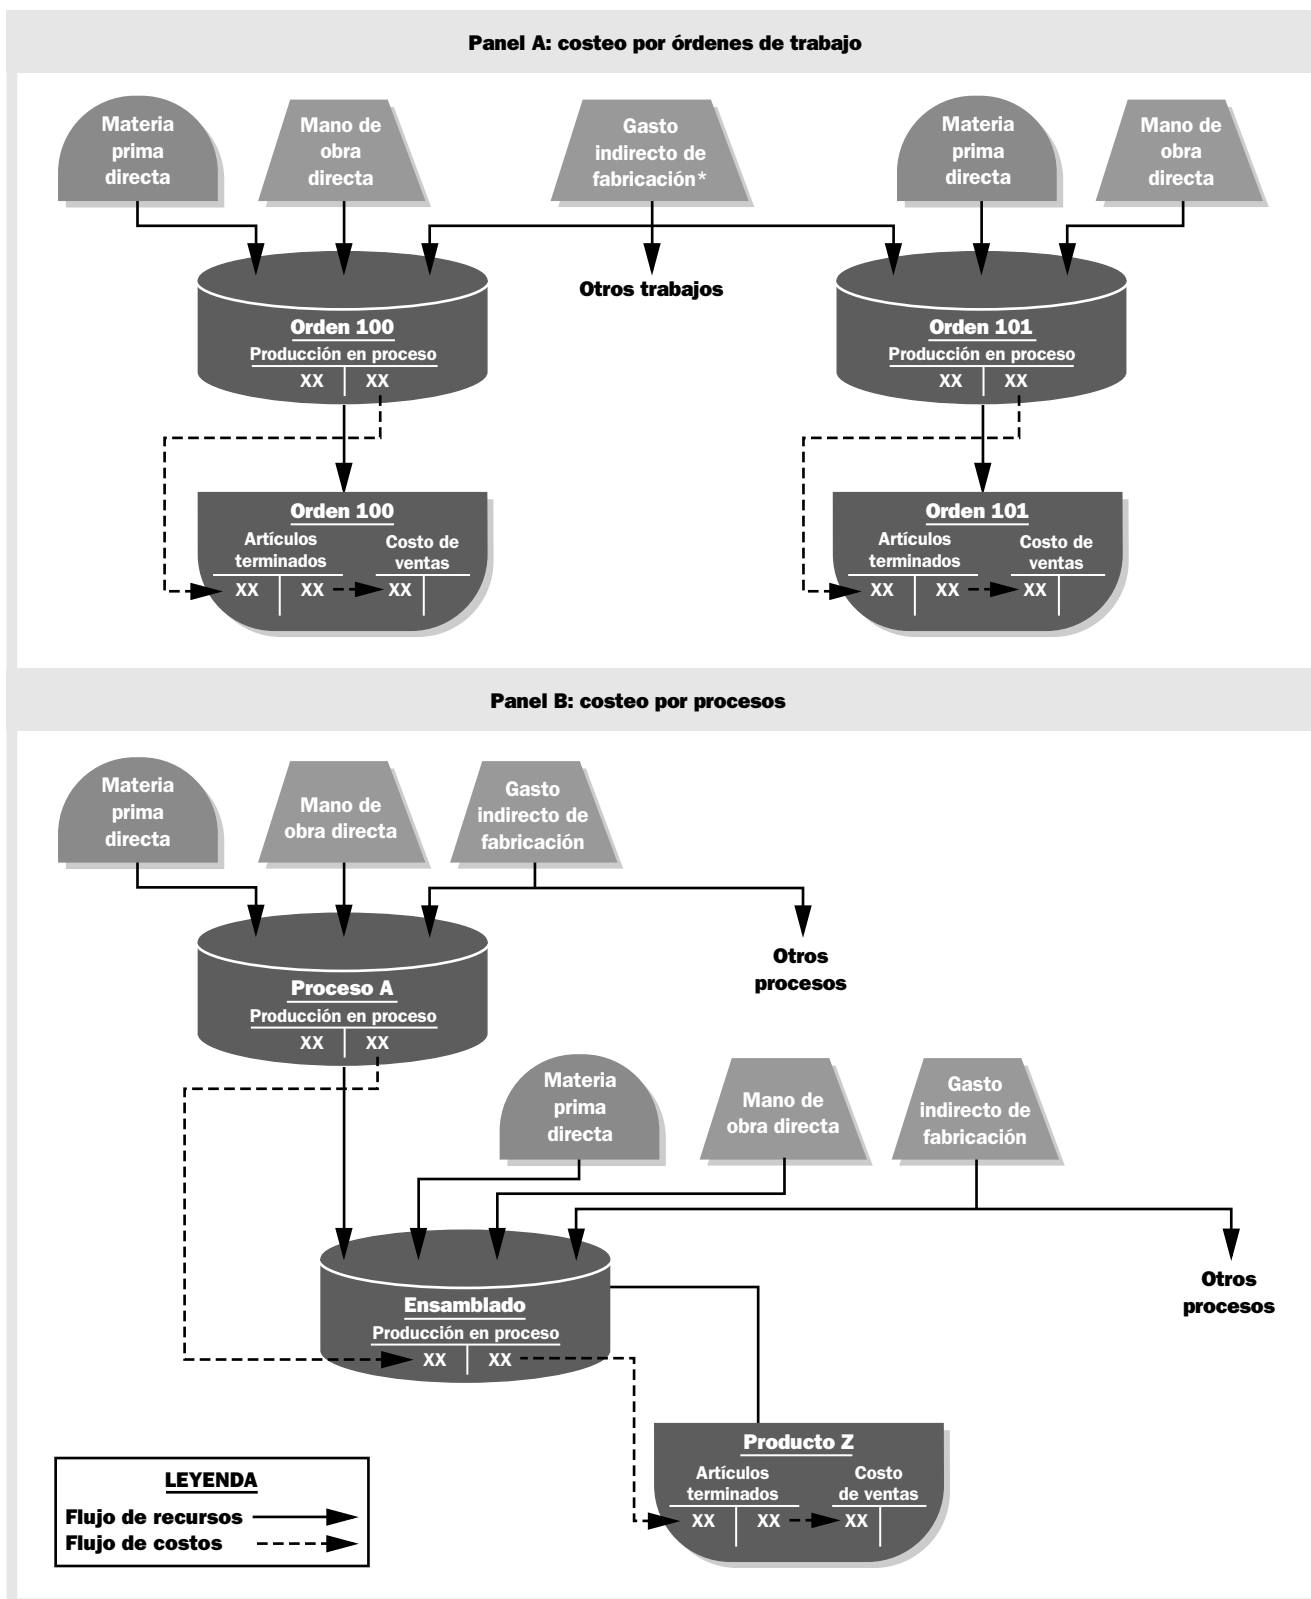 Panel A: costeo por órdenes de trabajo
Materia
prima
directa
Mano de
obra
directa
Gasto
indirecto de
fabricación*
Materia
prima
directa
Mano de
obra
directa
Otros trabajos
Orden 100
Producción en proceso
XX XX
Orden 101
Producción en proceso
XX XX
Orden 100
Artículos
terminados
Costo de
ventas
XX XX XX
Orden 101
Artículos
terminados
Costo de
ventas
XX XX XX
Panel B: costeo por procesos
Materia
prima
directa
Mano de
obra directa
Gasto
indirecto de
fabricación
Otros
procesos
Proceso A
Producción en proceso
XX XX
Materia
prima
directa
Mano de
obra directa
Gasto
indirecto de
fabricación
Otros
procesos
Ensamblado
Producción en proceso
XX XX
Producto Z
Artículos
terminados
Costo
de ventas
XX XX XX
LEYENDA
Flujo de recursos
Flujo de costos